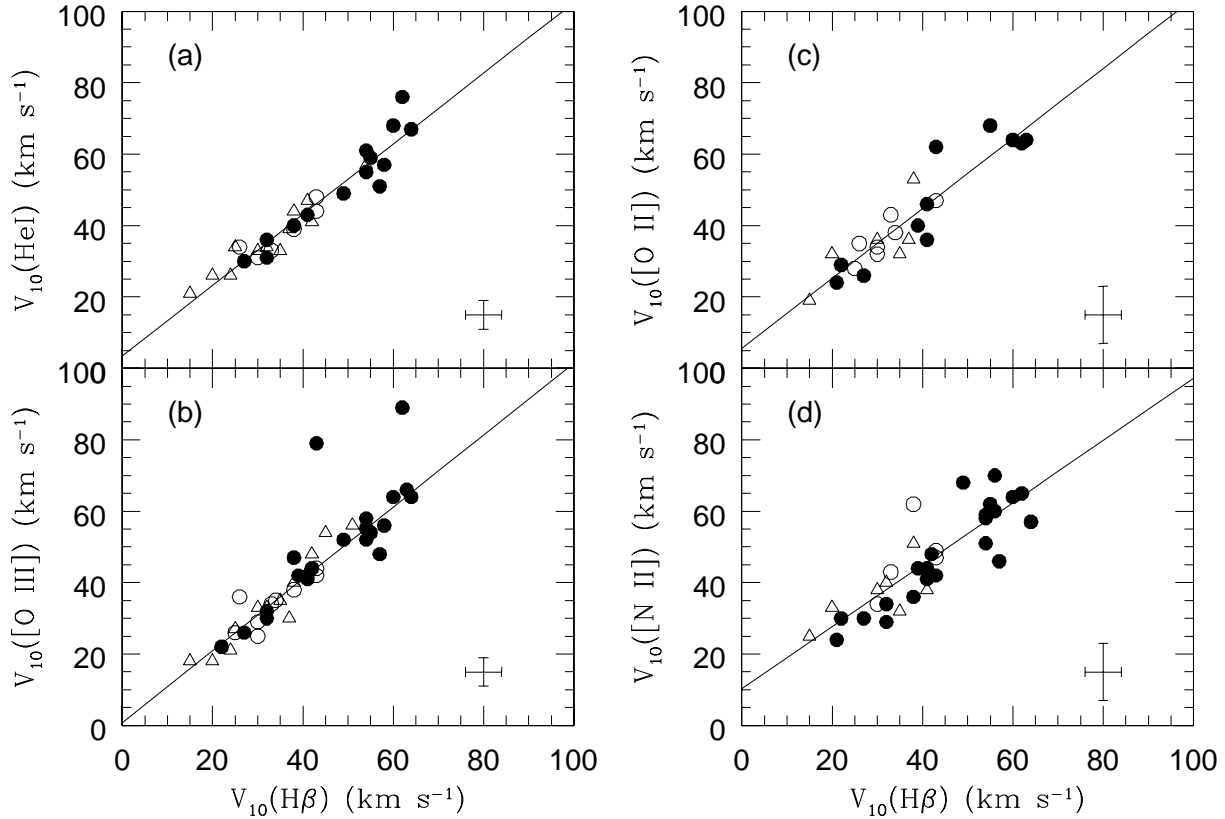 100
80
60
40
20
V₁₀(HeI) (km s⁻¹)
(a)
100
80
60
40
20
0
V₁₀([O III]) (km s⁻¹)
(b)
0 20 40 60 80 100
V₁₀(Hβ) (km s⁻¹)
100
80
60
40
20
V₁₀([O II]) (km s⁻¹)
(c)
100
80
60
40
20
0
V₁₀([N II]) (km s⁻¹)
(d)
0 20 40 60 80 100
V₁₀(Hβ) (km s⁻¹)